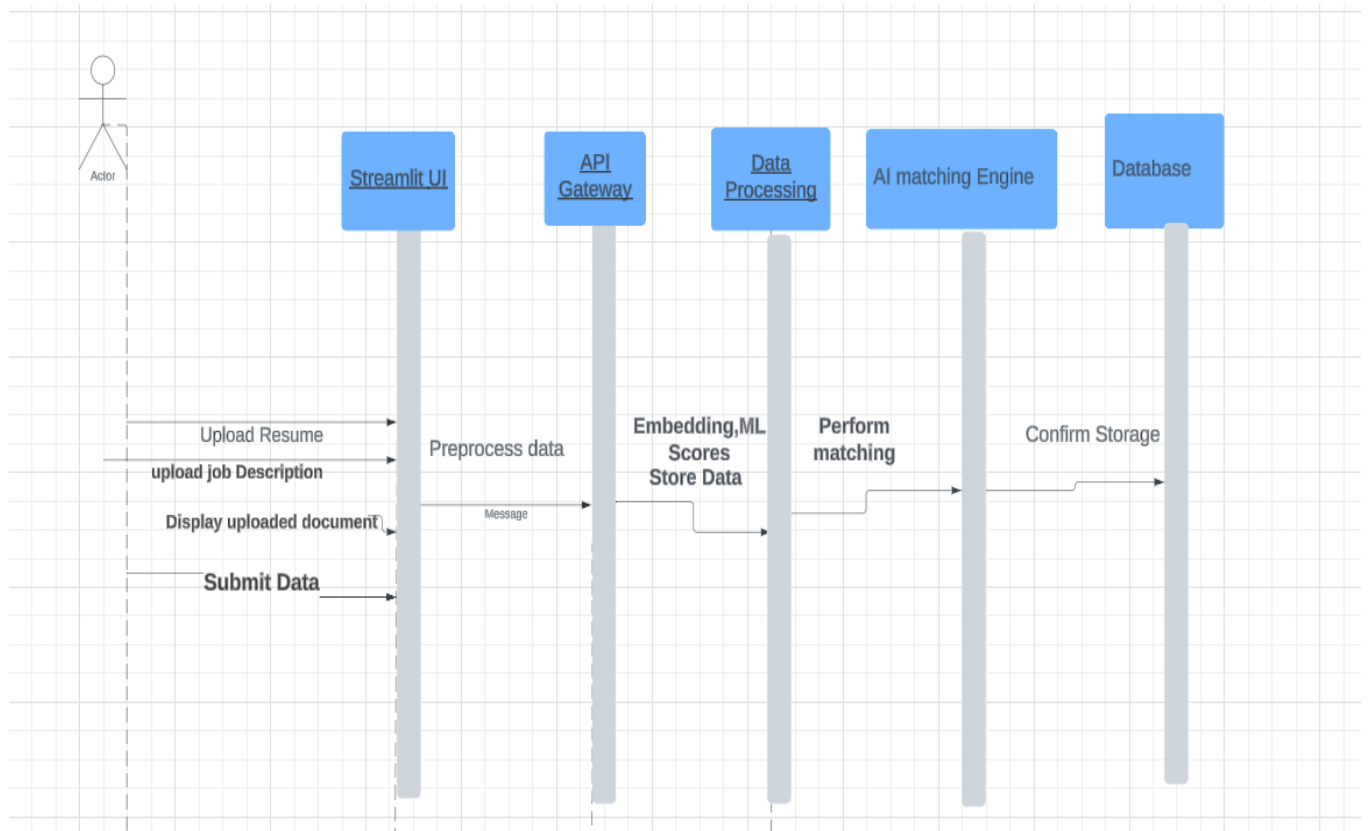 Actor
Streamlit UI
API
Gateway
Data
Processing
AI matching Engine
Database
Upload Resume
upload job Description
Display uploaded document
Submit Data
Preprocess data
Message
Embedding,ML
Scores
Store Data
Perform
matching
Confirm Storage